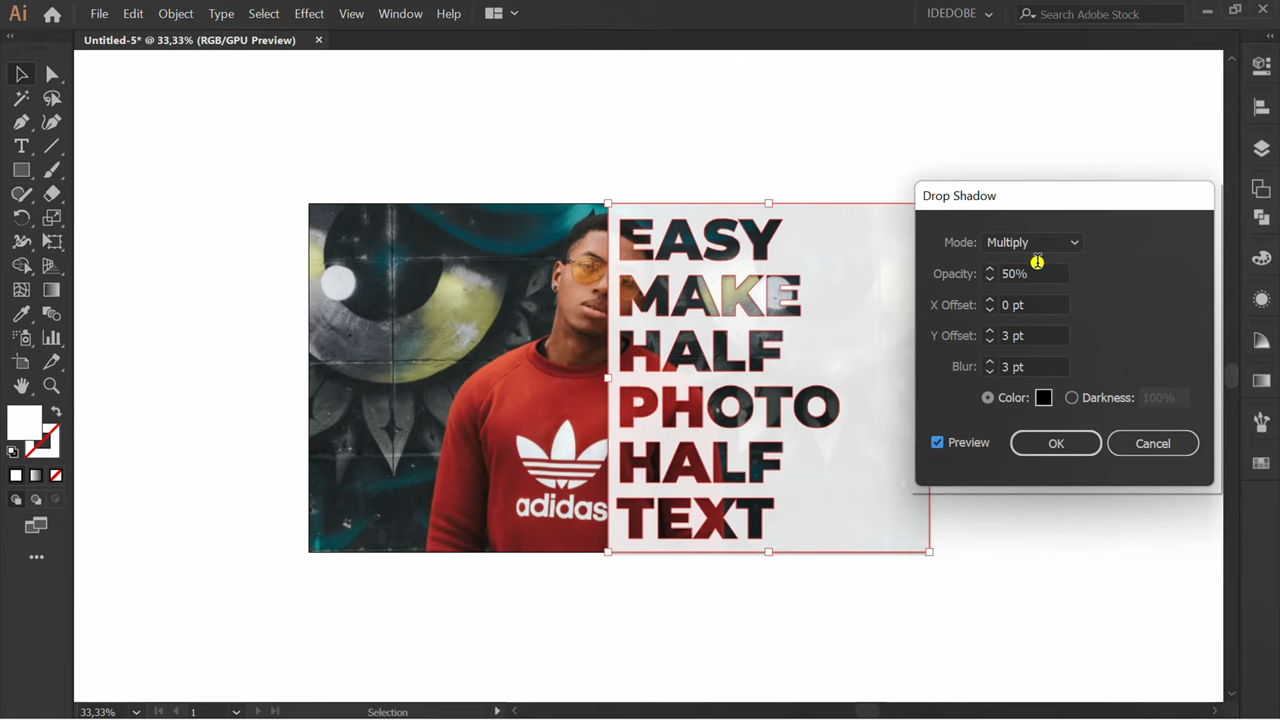 Ai File Edit Object Type Select Effect View Window Help IDEDOBE Search Adobe Stock
Untitled-5* @ 33,33% (RGB/GPU Preview)
EASY
MAKE
HALF
PHOTO
HALF
TEXT
adidas
Drop Shadow
Mode: Multiply
Opacity: 50%
X Offset: 0 pt
Y Offset: 3 pt
Blur: 3 pt
Color: Darkness: 100%
Preview OK Cancel
33,33% 1 Selection